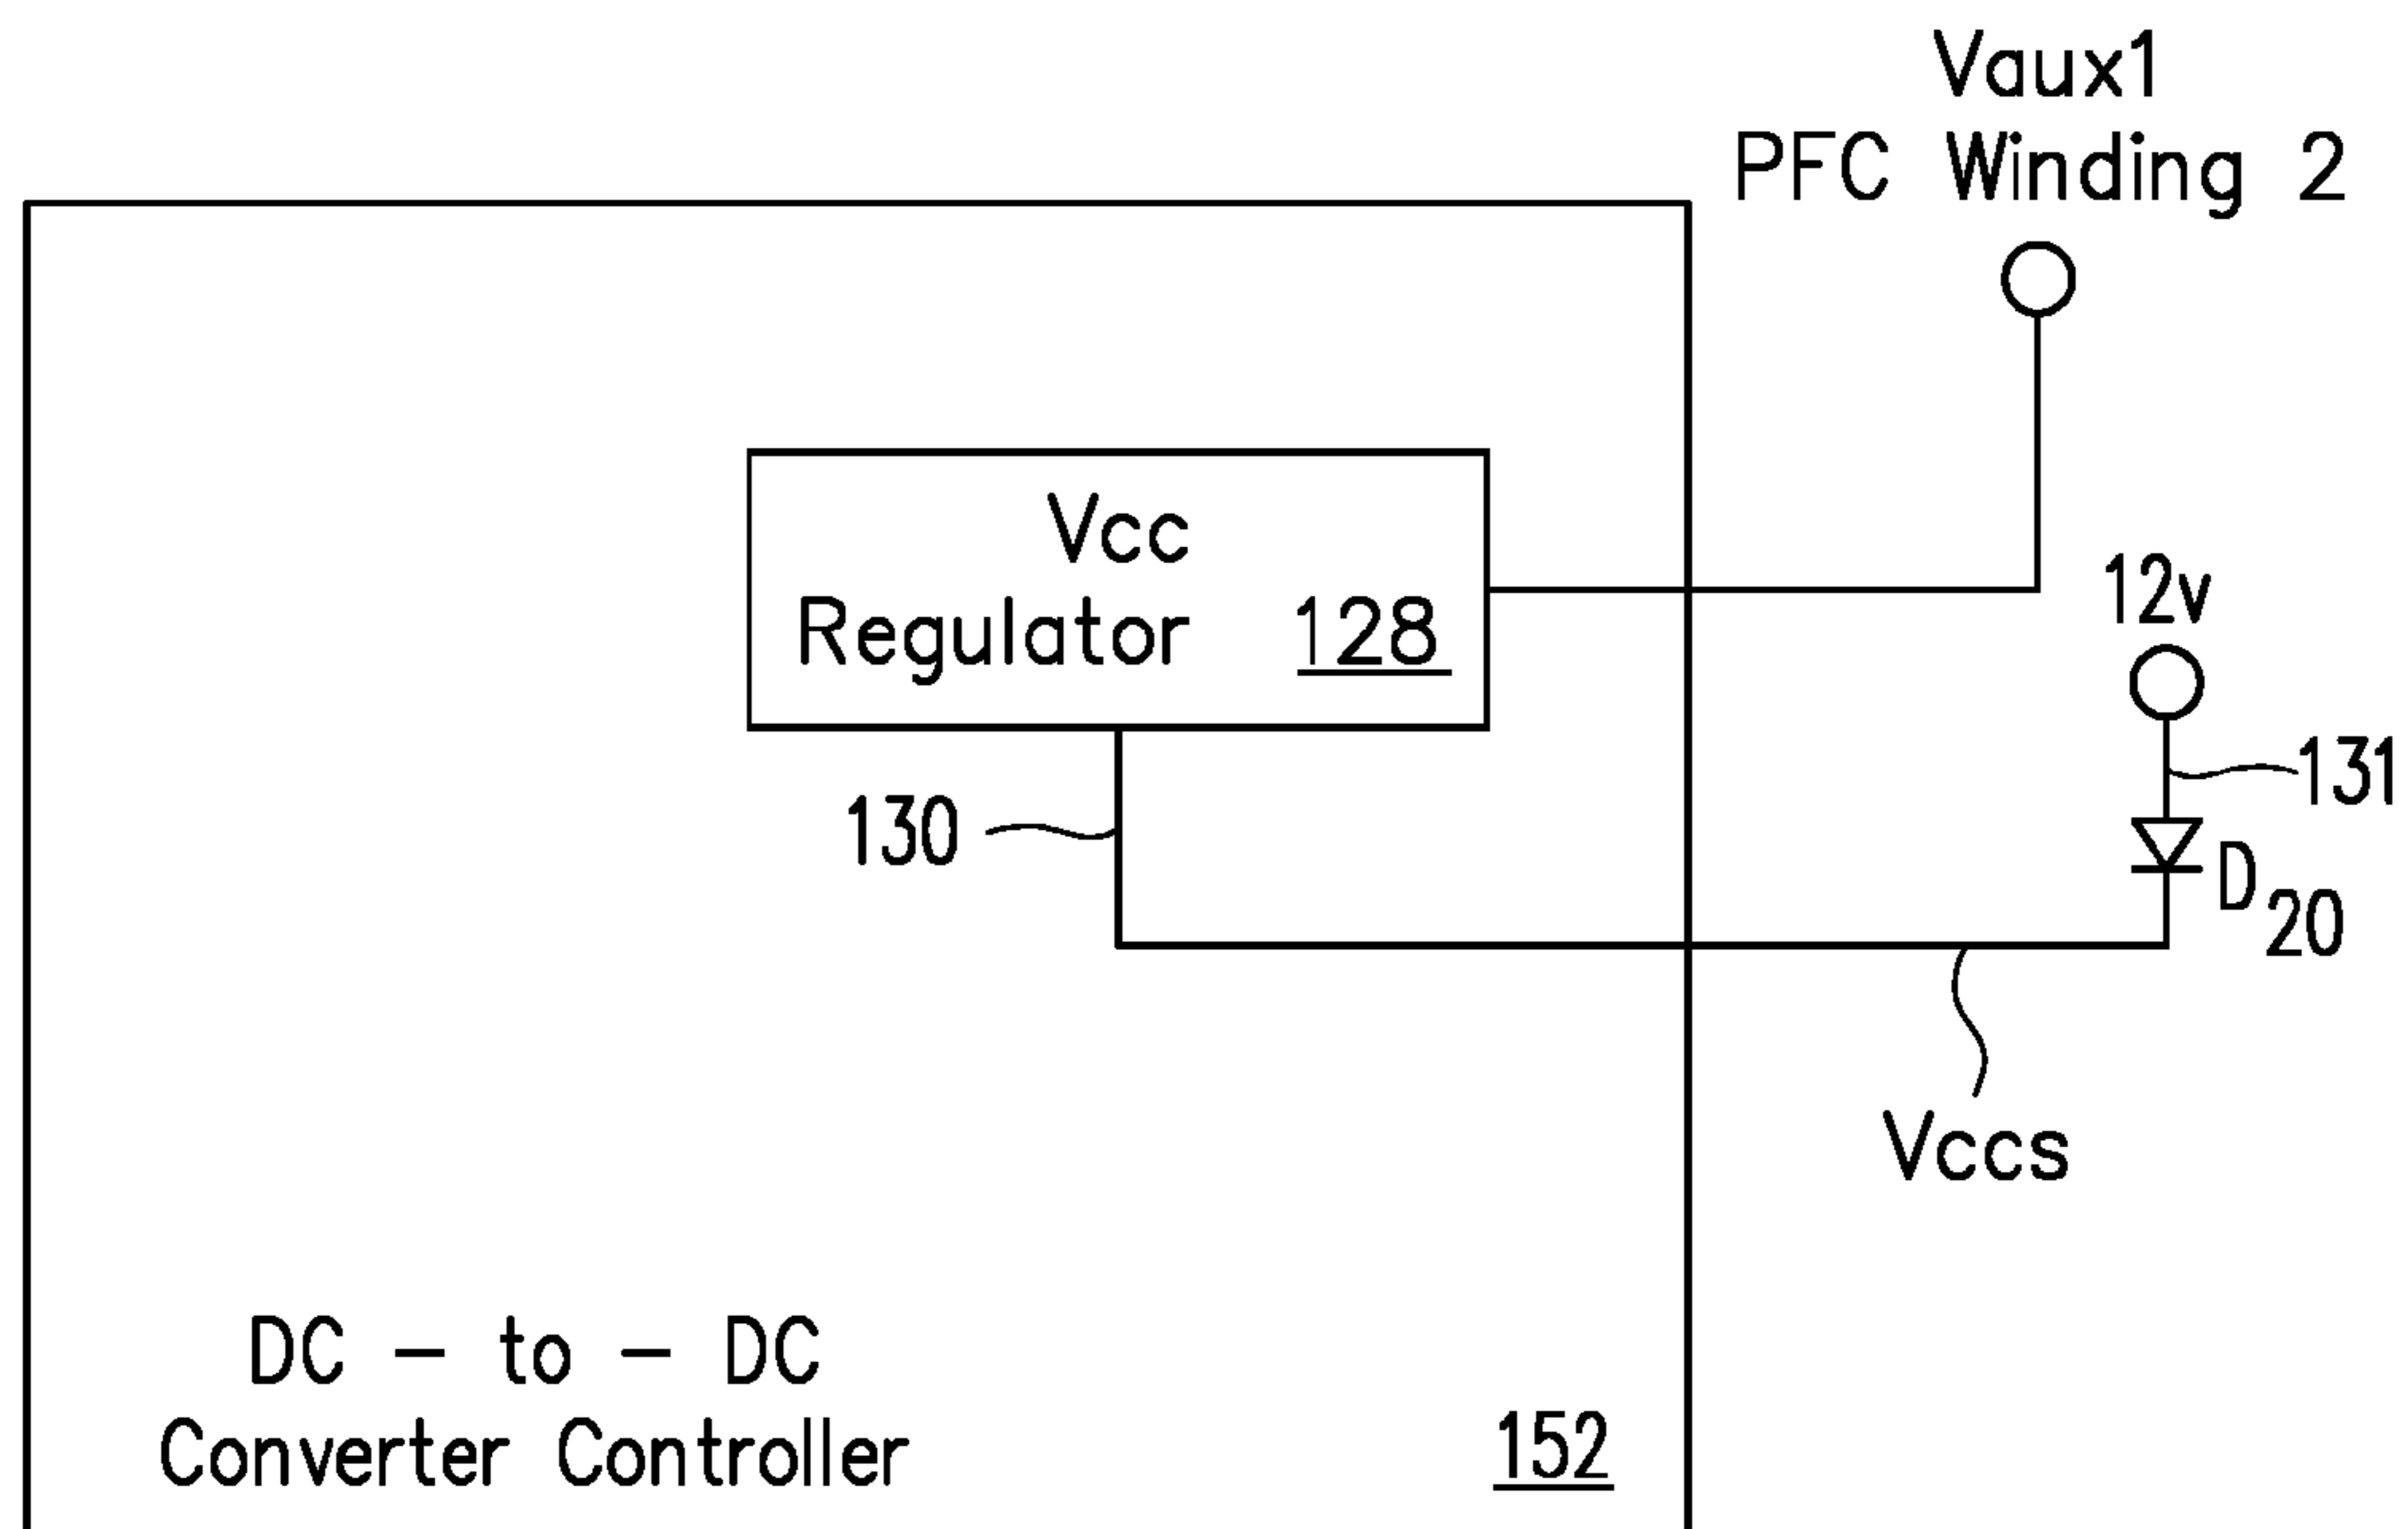 Vaux1
PFC Winding 2
Vcc
Regulator 128
12v
131
130
D20
Vccs
DC - to - DC
Converter Controller
152